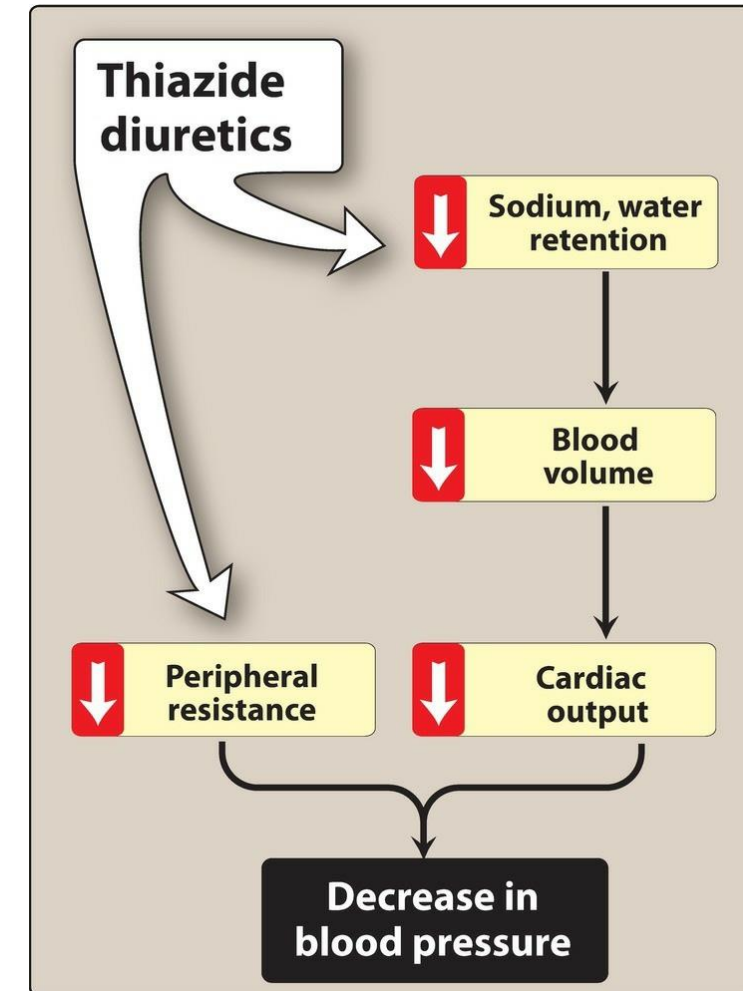 Thiazide
diuretics
Sodium, water
retention
Blood
volume
Peripheral
resistance
Cardiac
output
Decrease in
blood pressure